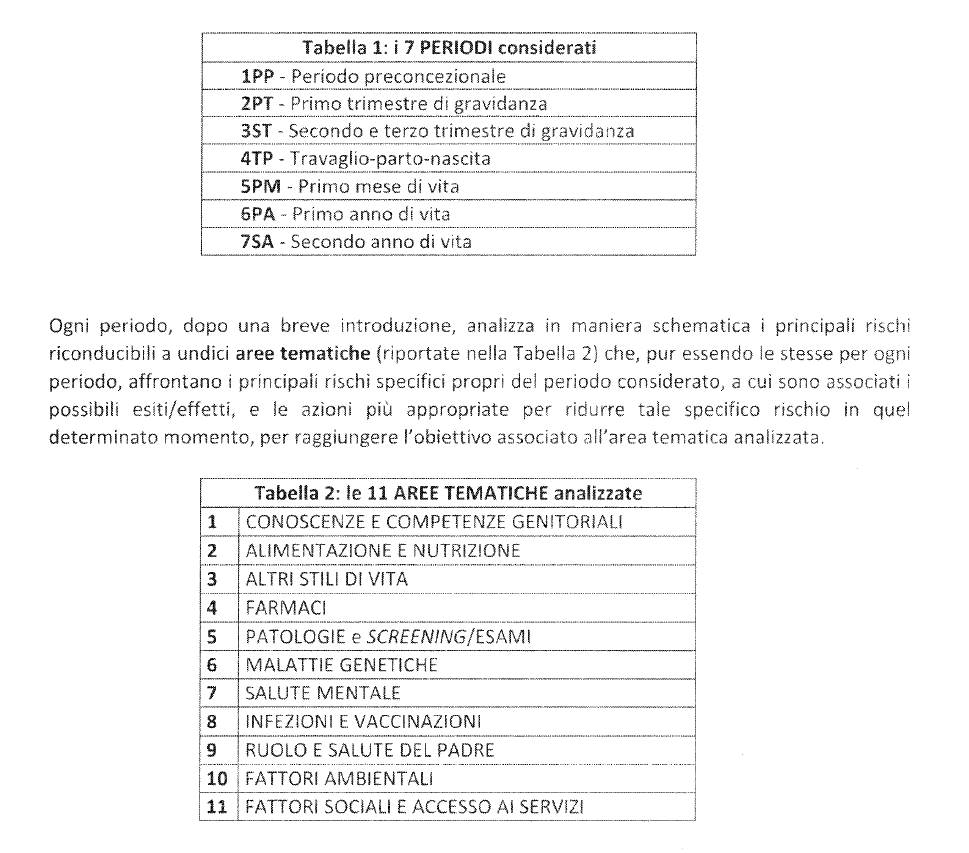 Tabella 1: i 7 PERIODI considerati
1PP - Periodo preconcezionale
2PT - Primo trimestre di gravidanza
3ST - Secondo e terzo trimestre di gravidanza
4TP - Travaglio-parto-nascita
5PM - Primo mese di vita
6PA - Primo anno di vita
7SA - Secondo anno di vita
Ogni periodo, dopo una breve introduzione, analizza in maniera schematica i principali rischi
riconducibili a undici aree tematiche (riportate nella Tabella 2) che, pur essendo le stesse per ogni
periodo, affrontano i principali rischi specifici propri del periodo considerato, a cui sono associati i
possibili esiti/effetti, e le azioni più appropriate per ridurre tale specifico rischio in quel
determinato momento, per raggiungere l'obiettivo associato all'area tematica analizzata.
Tabella 2: le 11 AREE TEMATICHE analizzate
1 CONOSCENZE E COMPETENZE GENITORIALI
2 ALIMENTAZIONE E NUTRIZIONE
3 ALTRI STILI DI VITA
4 FARMACI
5 PATOLOGIE e SCREENING/ESAMI
6 MALATTIE GENETICHE
7 SALUTE MENTALE
8 INFEZIONI E VACCINAZIONI
9 RUOLO E SALUTE DEL PADRE
10 FATTORI AMBIENTALI
11 FATTORI SOCIALI E ACCESSO AI SERVIZI